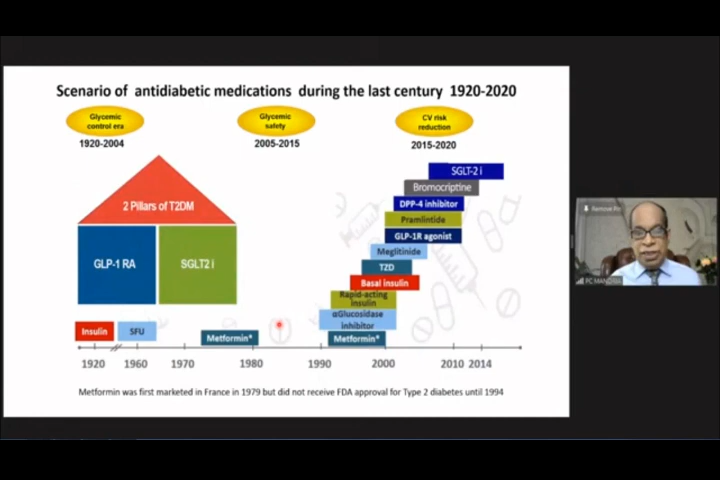 Scenario of antidiabetic medications during the last century 1920-2020
Glycemic
control era
1920-2004
Glycemic
safety
2005-2015
CV risk
reduction
2015-2020
2 Pillars of T2DM
GLP-1 RA
SGLT2 i
SGLT-2 i
Bromocriptine
DPP-4 inhibitor
Pramlintide
GLP-1R agonist
Meglitinide
TZD
Basal insulin
Rapid-acting
insulin
αGlucosidase
inhibitor
Insulin
SFU
Metformin*
Metformin*
1920
1960
1970
1980
1990
2000
2010
2014
Metformin was first marketed in France in 1979 but did not receive FDA approval for Type 2 diabetes until 1994